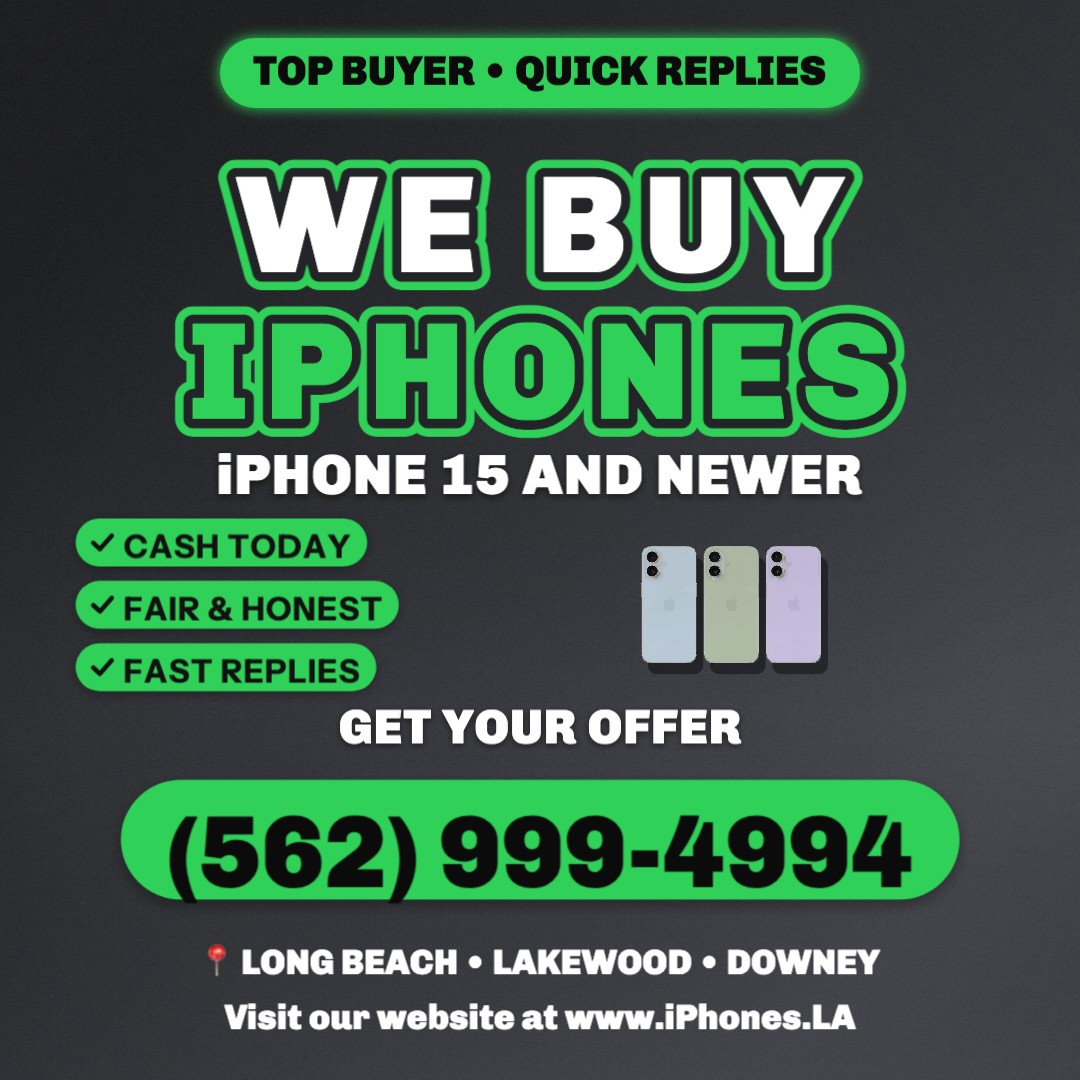 TOP BUYER • QUICK REPLIES
WE BUY
IPHONES
iPHONE 15 AND NEWER
✓ CASH TODAY
✓ FAIR & HONEST
✓ FAST REPLIES
GET YOUR OFFER
(562) 999-4994
📍 LONG BEACH • LAKEWOOD • DOWNEY
Visit our website at www.iPhones.LA